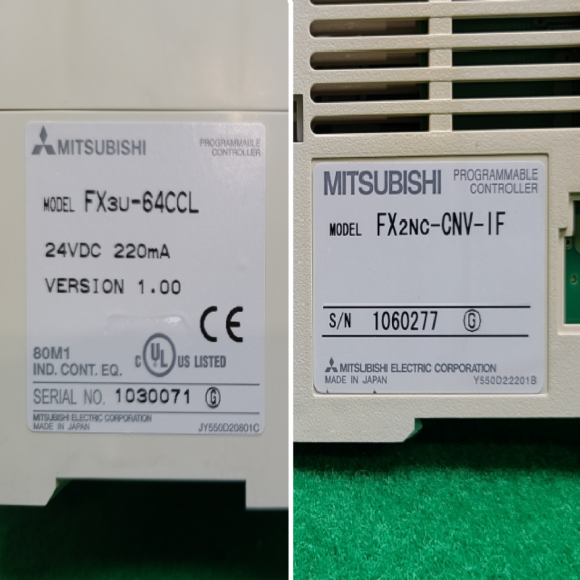 MITSUBISHI
PROGRAMMABLE
CONTROLLER
MODEL FX3U-64CCL
24VDC 220mA
VERSION 1.00
CE
80M1
IND. CONT. EQ.
C UL US LISTED
SERIAL NO. 1030071 G
MITSUBISHI ELECTRIC CORPORATION
MADE IN JAPAN JY550D20801C
MITSUBISHI
PROGRAMMABLE
CONTROLLER
MODEL FX2NC-CNV-IF
S/N 1060277 G
MITSUBISHI ELECTRIC CORPORATION
MADE IN JAPAN Y550D22201B